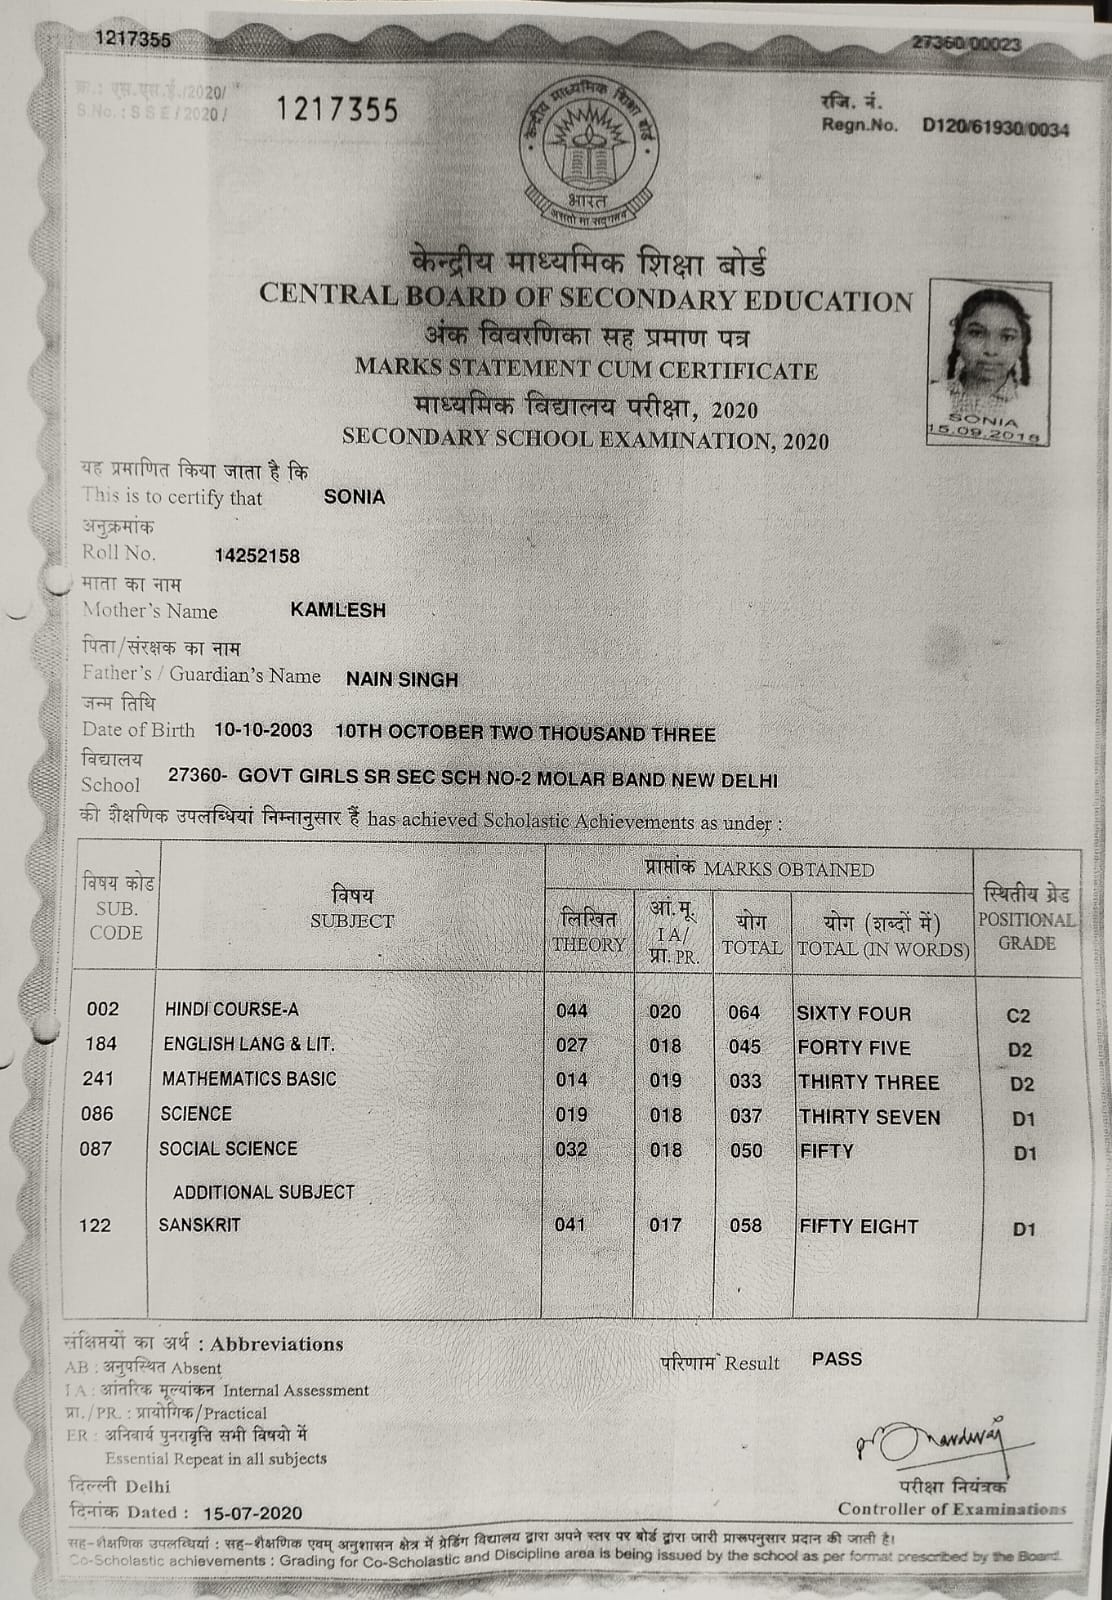 1217355
27360/00023
क्रा.: एस.एस.ई./2020/
S.No.: SSE/2020/
1217355
रजि. नं.
Regn.No. D120/61930/0034
केन्द्रीय माध्यमिक शिक्षा बोर्ड
भारत
असतो मा सद्गमय
केन्द्रीय माध्यमिक शिक्षा बोर्ड
CENTRAL BOARD OF SECONDARY EDUCATION
अंक विवरणिका सह प्रमाण पत्र
MARKS STATEMENT CUM CERTIFICATE
माध्यमिक विद्यालय परीक्षा, 2020
SECONDARY SCHOOL EXAMINATION, 2020
SONIA
15.09.2018
यह प्रमाणित किया जाता है कि
This is to certify that SONIA
अनुक्रमांक
Roll No. 14252158
माता का नाम
Mother's Name KAMLESH
पिता/संरक्षक का नाम
Father's / Guardian's Name NAIN SINGH
जन्म तिथि
Date of Birth 10-10-2003 10TH OCTOBER TWO THOUSAND THREE
विद्यालय
School 27360- GOVT GIRLS SR SEC SCH NO-2 MOLAR BAND NEW DELHI
की शैक्षणिक उपलब्धियां निम्नानुसार हैं has achieved Scholastic Achievements as under :
विषय कोड
SUB.
CODE
विषय
SUBJECT
प्राप्तांक MARKS OBTAINED
लिखित
THEORY
आं.मू.
I A/
प्रा. PR.
योग
TOTAL
योग (शब्दों में)
TOTAL (IN WORDS)
स्थितीय ग्रेड
POSITIONAL
GRADE
002 HINDI COURSE-A 044 020 064 SIXTY FOUR C2
184 ENGLISH LANG & LIT. 027 018 045 FORTY FIVE D2
241 MATHEMATICS BASIC 014 019 033 THIRTY THREE D2
086 SCIENCE 019 018 037 THIRTY SEVEN D1
087 SOCIAL SCIENCE 032 018 050 FIFTY D1
ADDITIONAL SUBJECT
122 SANSKRIT 041 017 058 FIFTY EIGHT D1
संक्षिप्तयों का अर्थ : Abbreviations
AB : अनुपस्थित Absent
I A : आंतरिक मूल्यांकन Internal Assessment
प्रा./PR. : प्रायोगिक/Practical
ER : अनिवार्य पुनरावृत्ति सभी विषयो में
Essential Repeat in all subjects
परिणाम Result PASS
दिल्ली Delhi
दिनांक Dated : 15-07-2020
परीक्षा नियंत्रक
Controller of Examinations
सह-शैक्षणिक उपलब्धियां : सह-शैक्षणिक एवम् अनुशासन क्षेत्र में ग्रेडिंग विद्यालय द्वारा अपने स्तर पर बोर्ड द्वारा जारी प्रारूपनुसार प्रदान की जाती है।
Co-Scholastic achievements : Grading for Co-Scholastic and Discipline area is being issued by the school as per format prescribed by the Board.